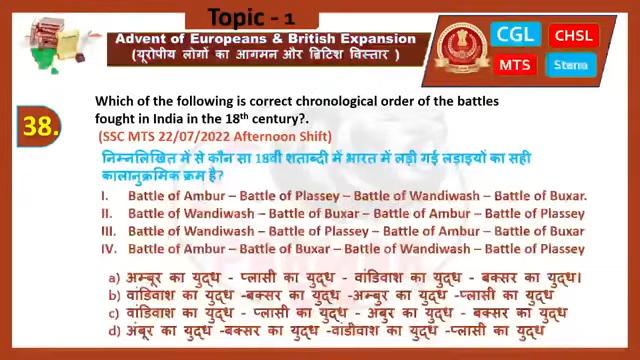 Topic - 1
Advent of Europeans & British Expansion
(यूरोपीय लोगों का आगमन और ब्रिटिश विस्तार )
CGL
CHSL
MTS
38.
Which of the following is correct chronological order of the battles
fought in India in the 18th century?.
(SSC MTS 22/07/2022 Afternoon Shift)
निम्नलिखित में से कौन सा 18वीं शताब्दी में भारत में लड़ी गई लड़ाइयों का सही
कालानुक्रमिक क्रम है?
I. Battle of Ambur – Battle of Plassey – Battle of Wandiwash – Battle of Buxar.
II. Battle of Wandiwash – Battle of Buxar – Battle of Ambur – Battle of Plassey
III. Battle of Wandiwash – Battle of Plassey – Battle of Ambur – Battle of Buxar
IV. Battle of Ambur – Battle of Buxar – Battle of Wandiwash – Battle of Plassey
a) अम्बूर का युद्ध - प्लासी का युद्ध - वांडिवाश का युद्ध - बक्सर का युद्ध।
b) वांडिवाश का युद्ध -बक्सर का युद्ध -अम्बुर का युद्ध -प्लासी का युद्ध
c) वांडिवाश का युद्ध - प्लासी का युद्ध - अंबुर का युद्ध - बक्सर का युद्ध
d) अंबूर का युद्ध -बक्सर का युद्ध -वांडीवाश का युद्ध -प्लासी का युद्ध